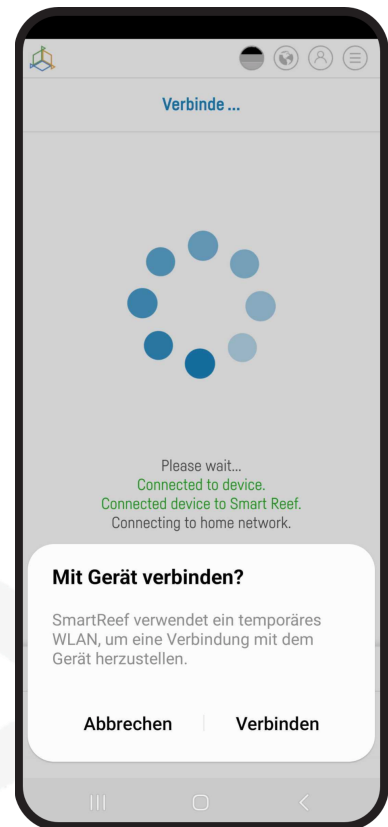 Verbinde ...
Please wait...
Connected to device.
Connected device to Smart Reef.
Connecting to home network.
Mit Gerät verbinden?
SmartReef verwendet ein temporäres
WLAN, um eine Verbindung mit dem
Gerät herzustellen.
Abbrechen Verbinden